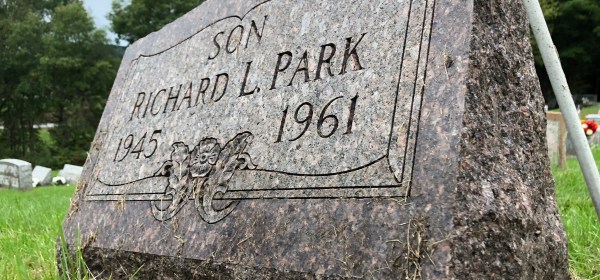 SON
RICHARD L. PARK
1945 1961